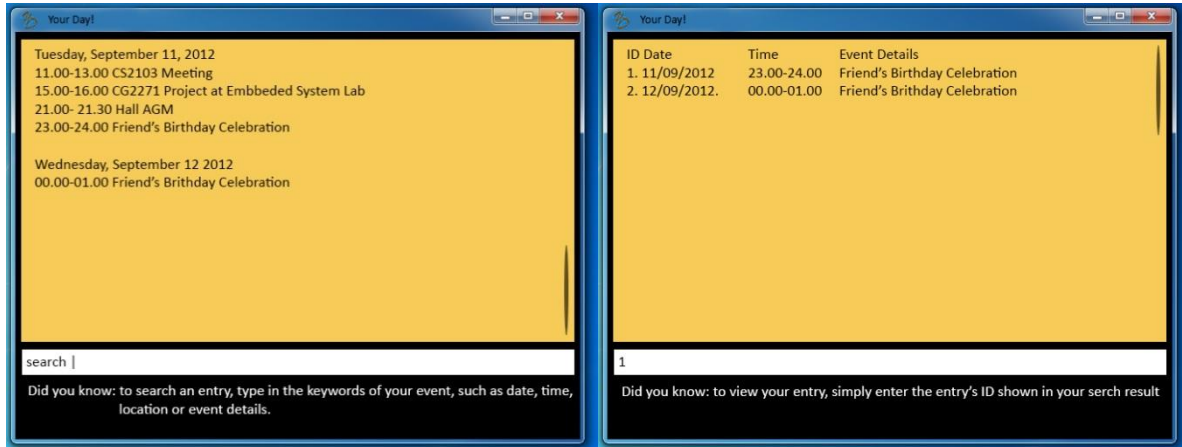 Your Day!
Tuesday, September 11, 2012
11.00-13.00 CS2103 Meeting
15.00-16.00 CG2271 Project at Embbeded System Lab
21.00- 21.30 Hall AGM
23.00-24.00 Friend's Birthday Celebration
Wednesday, September 12 2012
00.00-01.00 Friend's Brithday Celebration
search |
Did you know: to search an entry, type in the keywords of your event, such as date, time,
location or event details.
Your Day!
ID Date Time Event Details
1. 11/09/2012 23.00-24.00 Friend's Birthday Celebration
2. 12/09/2012. 00.00-01.00 Friend's Brithday Celebration
1
Did you know: to view your entry, simply enter the entry's ID shown in your serch result